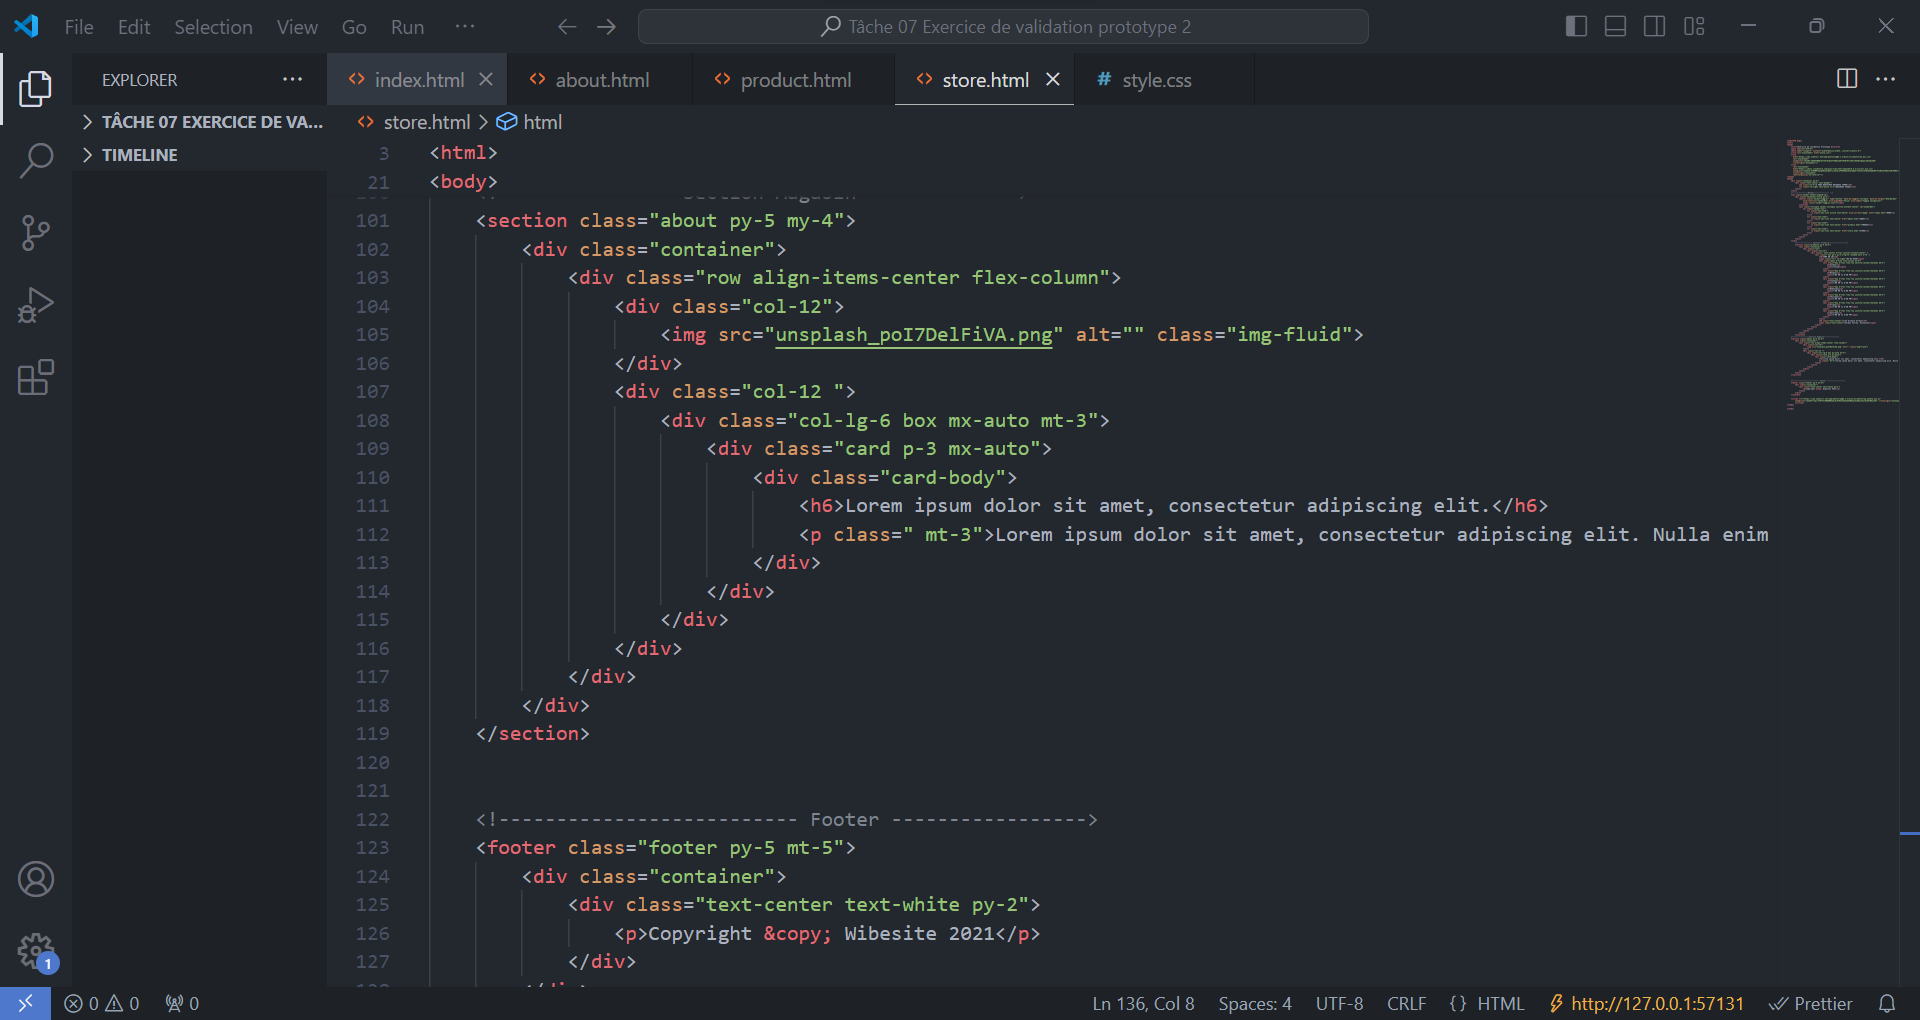 File Edit Selection View Go Run ··· Tâche 07 Exercice de validation prototype 2
EXPLORER ···
index.html about.html product.html store.html # style.css ···
TÂCHE 07 EXERCICE DE VA...
TIMELINE
store.html > html
3 <html>
21 <body>
101 <section class="about py-5 my-4">
102 <div class="container">
103 <div class="row align-items-center flex-column">
104 <div class="col-12">
105 <img src="unsplash_poI7DelFiVA.png" alt="" class="img-fluid">
106 </div>
107 <div class="col-12 ">
108 <div class="col-lg-6 box mx-auto mt-3">
109 <div class="card p-3 mx-auto">
110 <div class="card-body">
111 <h6>Lorem ipsum dolor sit amet, consectetur adipiscing elit.</h6>
112 <p class=" mt-3">Lorem ipsum dolor sit amet, consectetur adipiscing elit. Nulla enim
113 </div>
114 </div>
115 </div>
116 </div>
117 </div>
118 </div>
119 </section>
120
121
122 <!-------------------------- Footer ----------------->
123 <footer class="footer py-5 mt-5">
124 <div class="container">
125 <div class="text-center text-white py-2">
126 <p>Copyright &copy; Wibesite 2021</p>
127 </div>
1
0 0 0 Ln 136, Col 8 Spaces: 4 UTF-8 CRLF {} HTML http://127.0.0.1:57131 Prettier